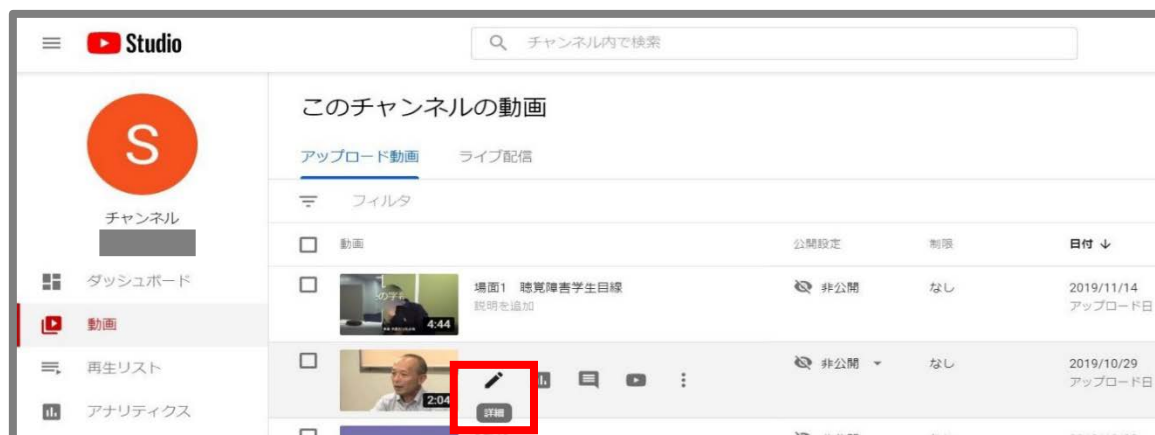 Studio
チャンネル内で検索
S
チャンネル
ダッシュボード
動画
再生リスト
アナリティクス
このチャンネルの動画
アップロード動画
ライブ配信
フィルタ
動画
公開設定
制限
日付 ↓
場面1 聴覚障害学生目線
説明を追加
4:44
非公開
なし
2019/11/14
アップロード日
2:04
詳細
非公開
なし
2019/10/29
アップロード日